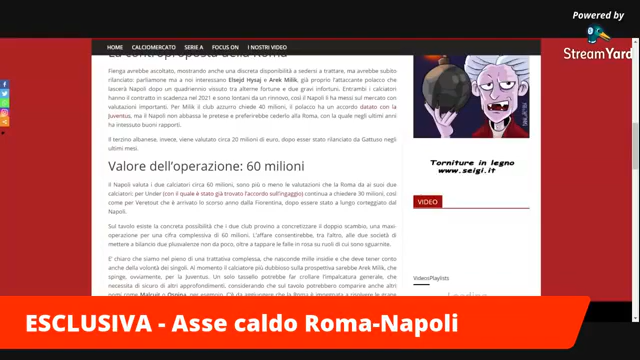 Powered by
StreamYard
HOME CALCIOMERCATO SERIE A FOCUS ON I NOSTRI VIDEO
La controproposta della Roma
Fienga avrebbe ascoltato, mostrando anche una discreta disponibilità a sedersi a trattare, ma avrebbe subito
rilanciato: parliamone ma a noi interessano Elsejd Hysaj e Arek Milik, già proprio l'attaccante polacco che
lascerà Napoli dopo un quadriennio vissuto tra alterne fortune e due gravi infortuni. Entrambi i calciatori
hanno il contratto in scadenza nel 2021 e sono lontani da un rinnovo, così il Napoli li ha messi sul mercato con
valutazioni importanti. Per Milik il club azzurro chiede 40 milioni, il polacco ha un accordo datato con la
Juventus, ma il Napoli non abbassa le pretese e preferirebbe cederlo alla Roma, con la quale negli ultimi anni
ha intessuto buoni rapporti.
Il terzino albanese, invece, viene valutato circa 20 milioni di euro, dopo esser stato rilanciato da Gattuso negli
ultimi mesi.
Valore dell'operazione: 60 milioni
Il Napoli valuta i due calciatori circa 60 milioni, sono più o meno le valutazioni che la Roma dà ai suo due
calciatori: per Under (con il quale è stato già trovato l'accordo sull'ingaggio) continua a chiedere 30 milioni, così
come per Veretout che è arrivato lo scorso anno dalla Fiorentina, dopo essere stato a lungo corteggiato dal
Napoli.
Sul tavolo esiste la concreta possibilità che i due club provino a concretizzare il doppio scambio, una maxi-
operazione per una cifra complessiva di 60 milioni. L'affare consentirebbe, tra l'altro, alle due società di
mettere a bilancio due plusvalenze non da poco, oltre a tappare le falle in rosa su ruoli di cui sono sguarnite.
E' chiaro che siamo nel pieno di una trattativa complessa, che nasconde mille insidie e che deve tener conto
anche della volontà dei singoli. Al momento il calciatore più dubbioso sulla prospettiva sarebbe Arek Milik, che
spinge, ovviamente, per la Juventus. Un solo tassello potrebbe far crollare l'impalcatura generale, che
necessita di sicuro di altri approfondimenti, considerando che sul tavolo potrebbero comparire anche altri
nomi come Malcuit o Ospina, per esempio. C'è da aggiungere che la Roma è impegnata a rivolere le mane
Torniture in legno
www.seigi.it
VIDEO
VideosPlaylists
Loading
ESCLUSIVA - Asse caldo Roma-Napoli